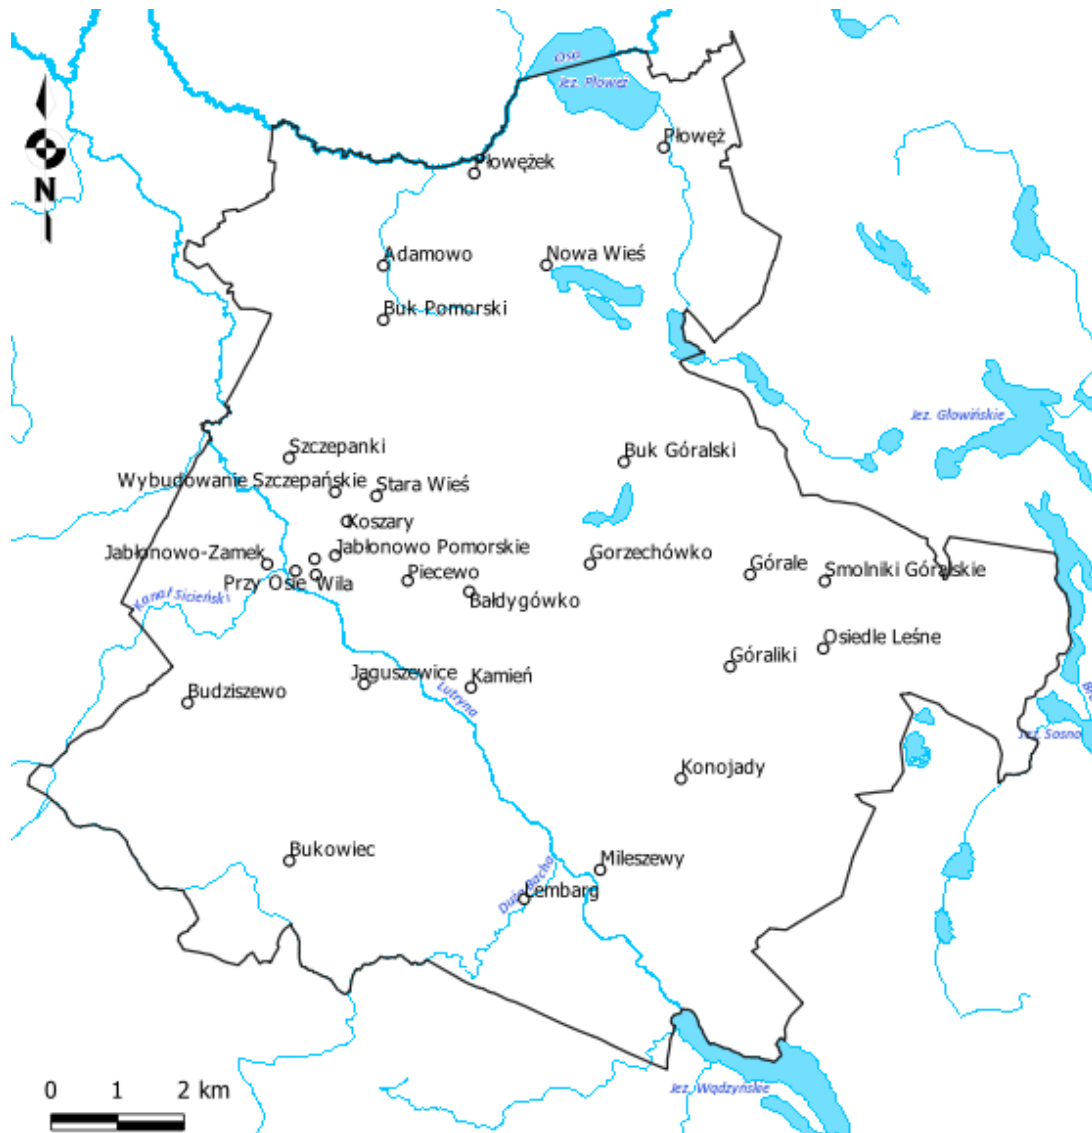 Osa
Jez. Płowęż
Płowęż
Płowężek
N
Adamowo
Nowa Wieś
Buk Pomorski
Jez. Głowińskie
Szczepanki
Buk Góralski
Wybudowanie Szczepańskie
Stara Wieś
Koszary
Jabłonowo-Zamek
Jabłonowo Pomorskie
Gorzechówko
Górale
Smolniki Góralskie
Przy Osie
Wila
Piecewo
Bałdygówko
Kanał Sicieński
Osiedle Leśne
Góraliki
Jaguszewice
Kamień
Budziszewo
Lutryna
Jez. Sosno
Konojady
Bukowiec
Mileszewy
Duża Bacha
Lembarg
0 1 2 km
Jez. Wądzyńskie